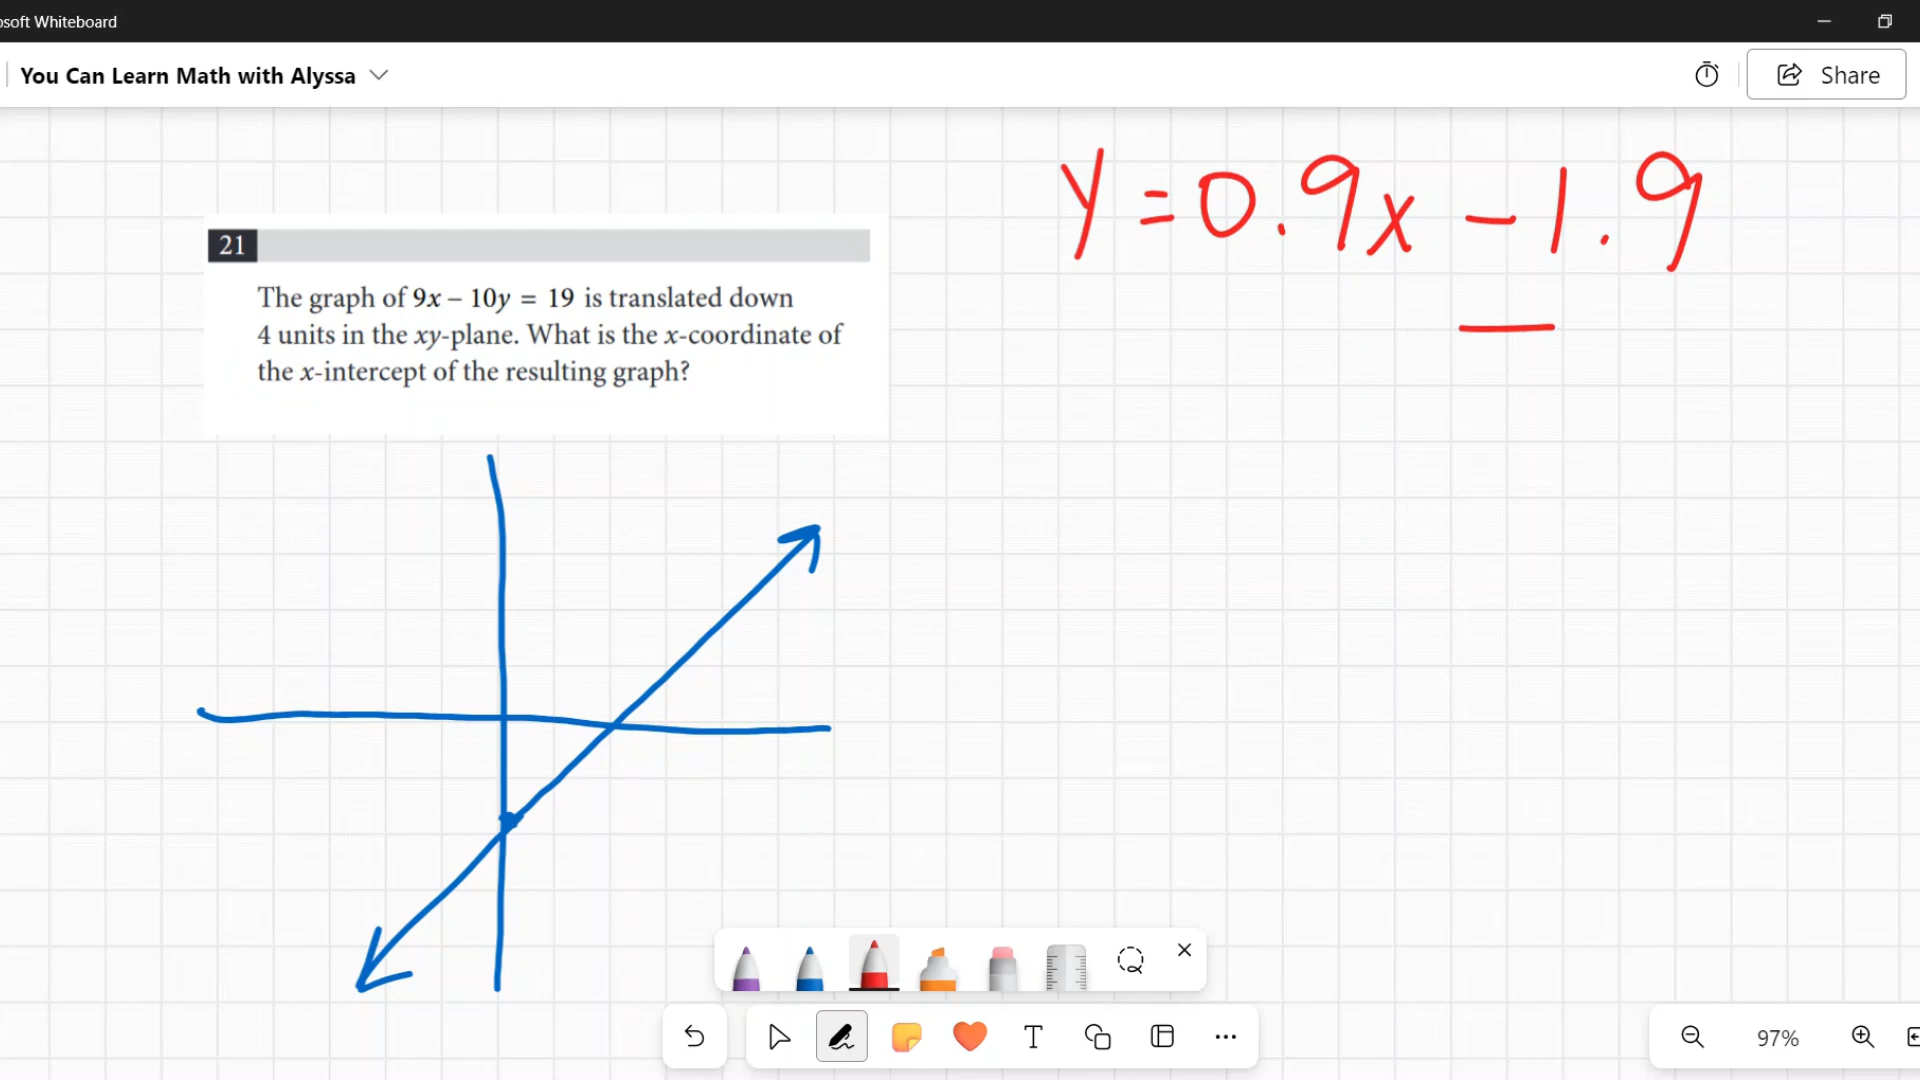 osoft Whiteboard
You Can Learn Math with Alyssa
Share
y = 0.9x - 1.9
21
The graph of 9x – 10y = 19 is translated down
4 units in the xy-plane. What is the x-coordinate of
the x-intercept of the resulting graph?
T
97%